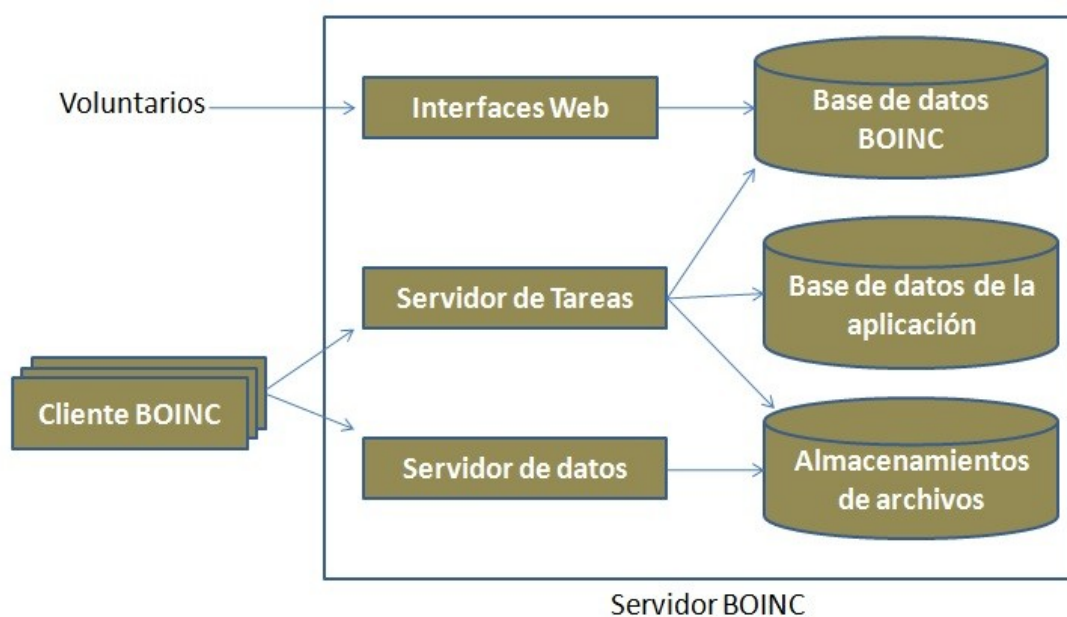 Voluntarios
Interfaces Web
Base de datos
BOINC
Servidor de Tareas
Base de datos de la
aplicación
Cliente BOINC
Servidor de datos
Almacenamientos
de archivos
Servidor BOINC